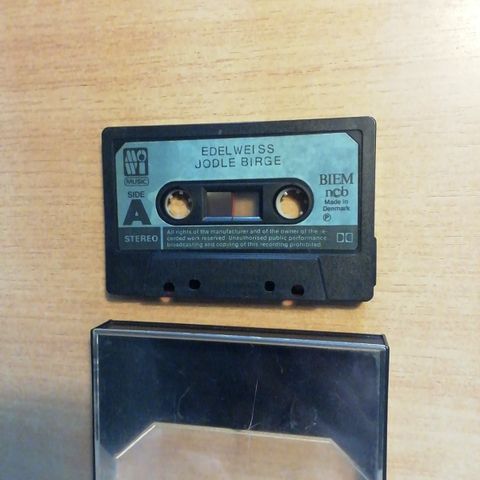 EDELWEISS
JODLE BIRGE
MOWI
MUSIC
SIDE
A
STEREO
BIEM
ncb
Made in
Denmark
P
All rights of the manufacturer and of the owner of the re-
corded work reserved. Unauthorised public performance
broadcasting and copying of this recording prohibited.